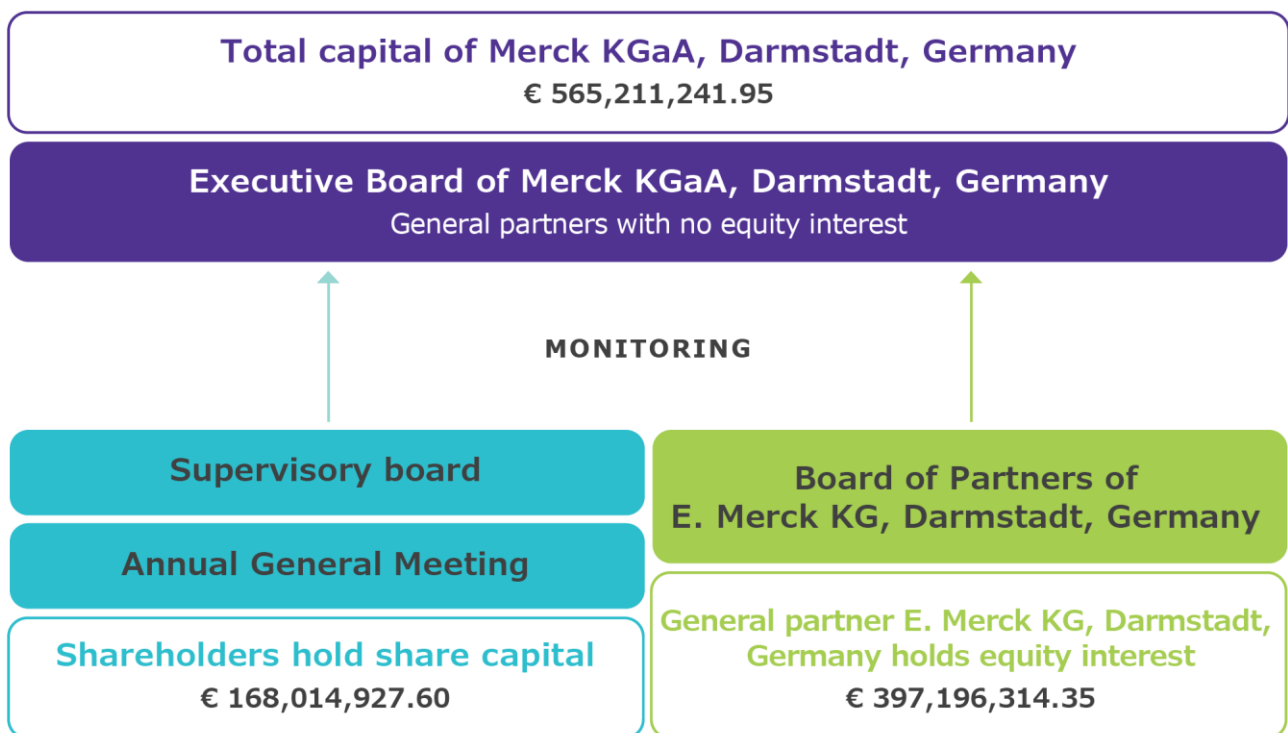 Total capital of Merck KGaA, Darmstadt, Germany
€ 565,211,241.95
Executive Board of Merck KGaA, Darmstadt, Germany
General partners with no equity interest
MONITORING
Supervisory board
Annual General Meeting
Shareholders hold share capital
€ 168,014,927.60
Board of Partners of
E. Merck KG, Darmstadt, Germany
General partner E. Merck KG, Darmstadt,
Germany holds equity interest
€ 397,196,314.35